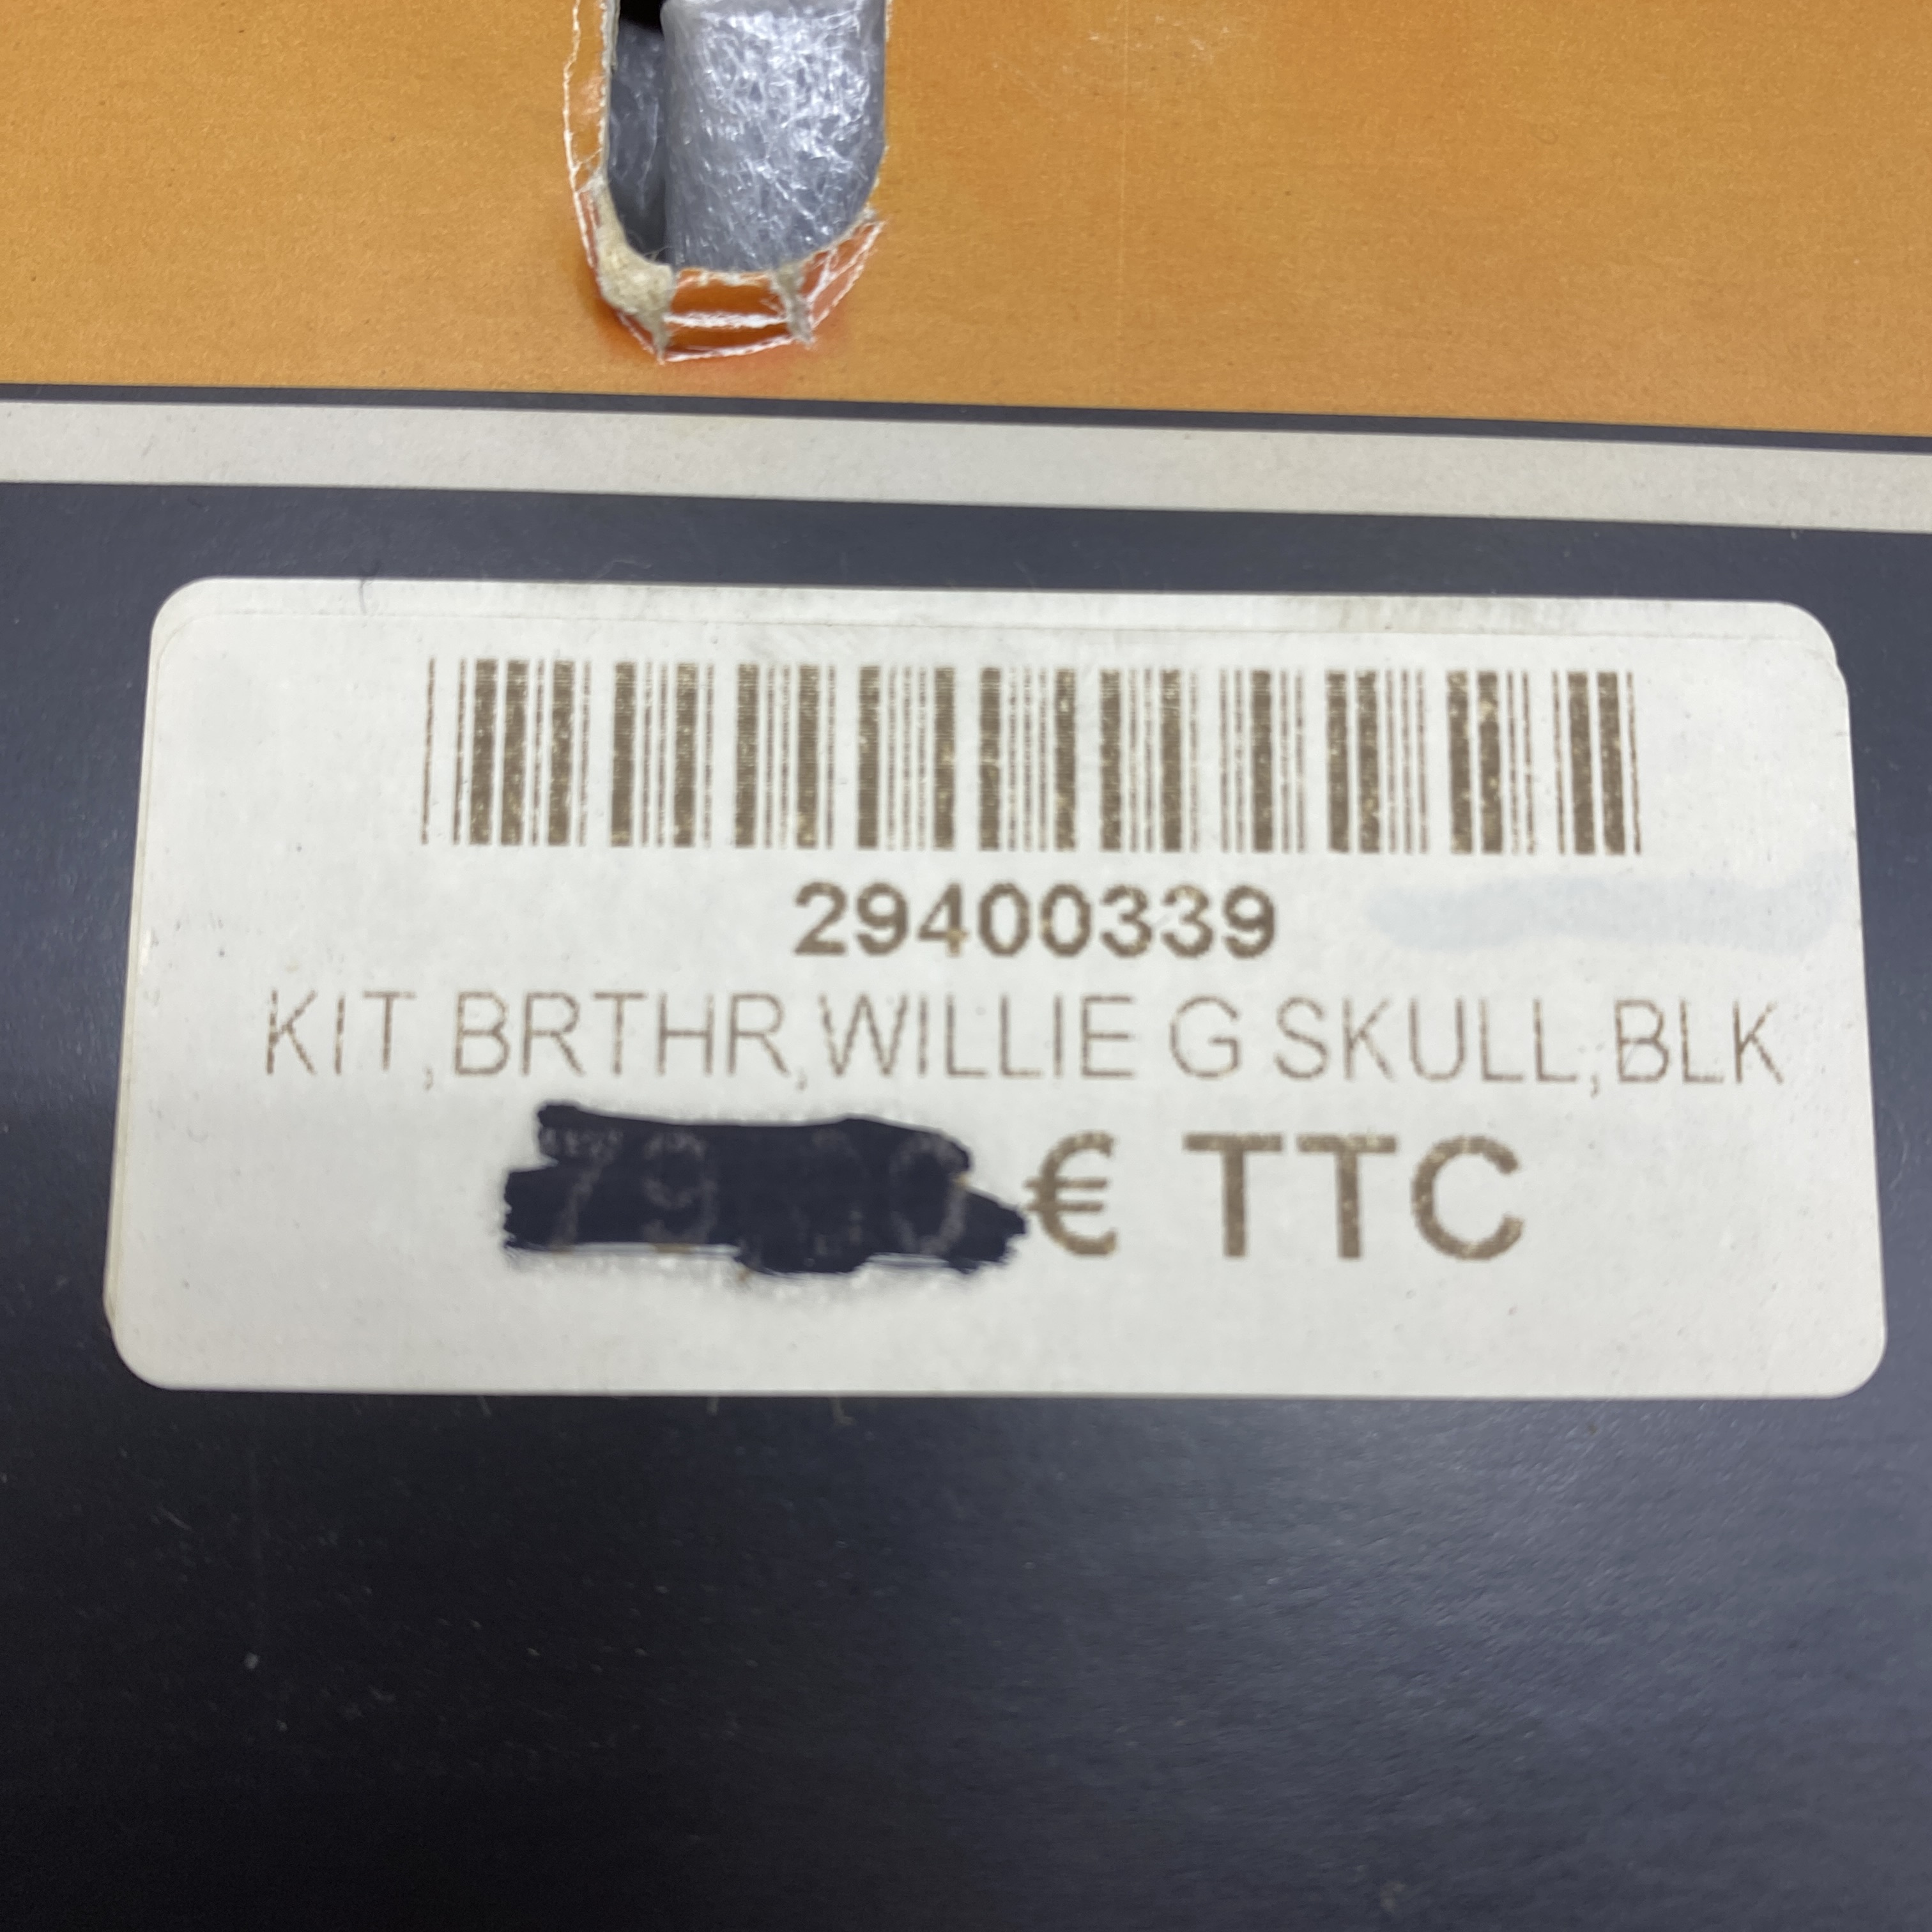 29400339
KIT,BRTHR,WILLIE G SKULL,BLK
€ TTC